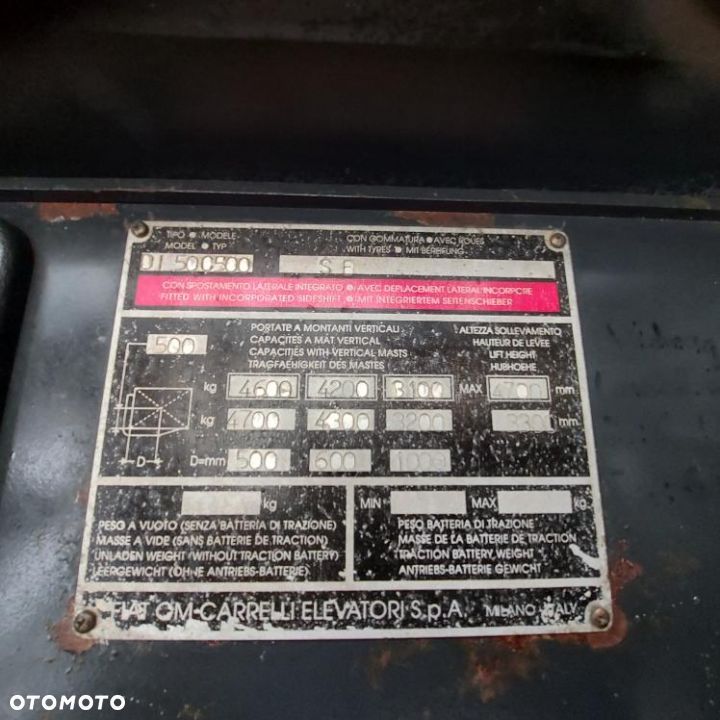 TIPO ● MODELE CON GOMMATURA ● AVEC ROUES
MODEL ● TYP WITH TYRES ● MIT BEREIFUNG
S E
CON SPOSTAMENTO LATERALE INTEGRATO ● AVEC DEPLACEMENT LATERAL INCORPORE
FITTED WITH INCORPORATED SIDESHIFT ● MIT INTEGRIERTEM SEITENSCHIEBER
PORTATE A MONTANTI VERTICALI
CAPACITES A MAT VERTICAL
CAPACITIES WITH VERTICAL MASTS
TRAGFAEHIGKEIT DES MASTES
ALTEZZA SOLLEVAMENTO
HAUTEUR DE LEVEE
LIFT HEIGHT
HUBHOEHE
500
kg 4600 4200 3100 MAX 4700 mm
kg 4700 4300 3200 mm
D D=mm 500 600
kg
PESO A VUOTO (SENZA BATTERIA DI TRAZIONE)
MASSE A VIDE (SANS BATTERIE DE TRACTION)
UNLADEN WEIGHT (WITHOUT TRACTION BATTERY)
LEERGEWICHT (OHNE ANTRIEBS-BATTERIE)
MIN MAX kg
PESO BATTERIA DI TRAZIONE
MASSE DE LA BATTERIE DE TRACTION
TRACTION BATTERY WEIGHT
ANTRIEBS-BATTERIE GEWICHT
FIAT OM-CARRELLI ELEVATORI S.p.A. MILANO-ITALY
OTOMOTO